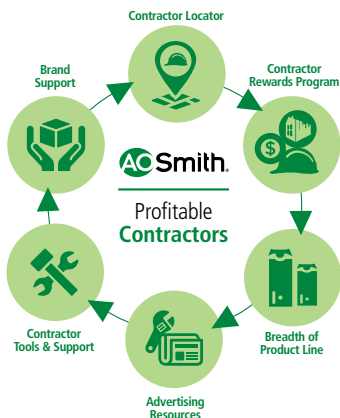 Contractor Locator
Contractor
Rewards Program
Breadth of
Product Line
Advertising
Resources
Contractor
Tools & Support
Brand
Support
AO Smith®
Profitable
Contractors
$